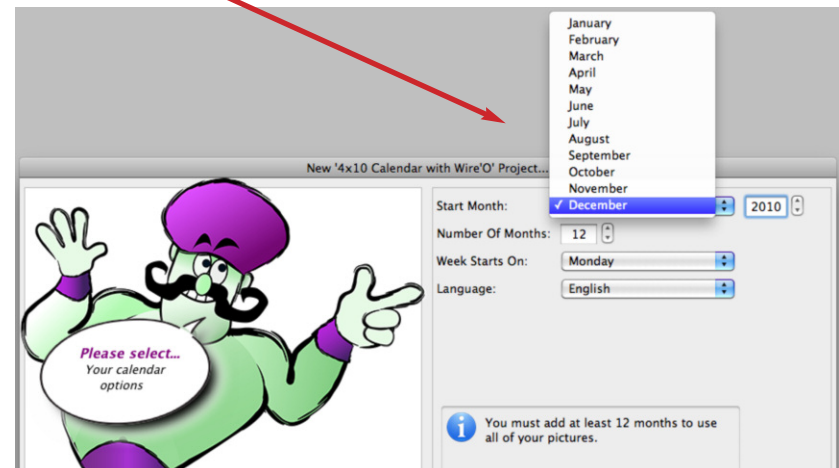 January
February
March
April
May
June
July
August
September
October
November
✓ December
New '4x10 Calendar with Wire'O' Project...
Start Month:
2010
Number Of Months: 12
Week Starts On: Monday
Language: English
Please select...
Your calendar
options
You must add at least 12 months to use
all of your pictures.